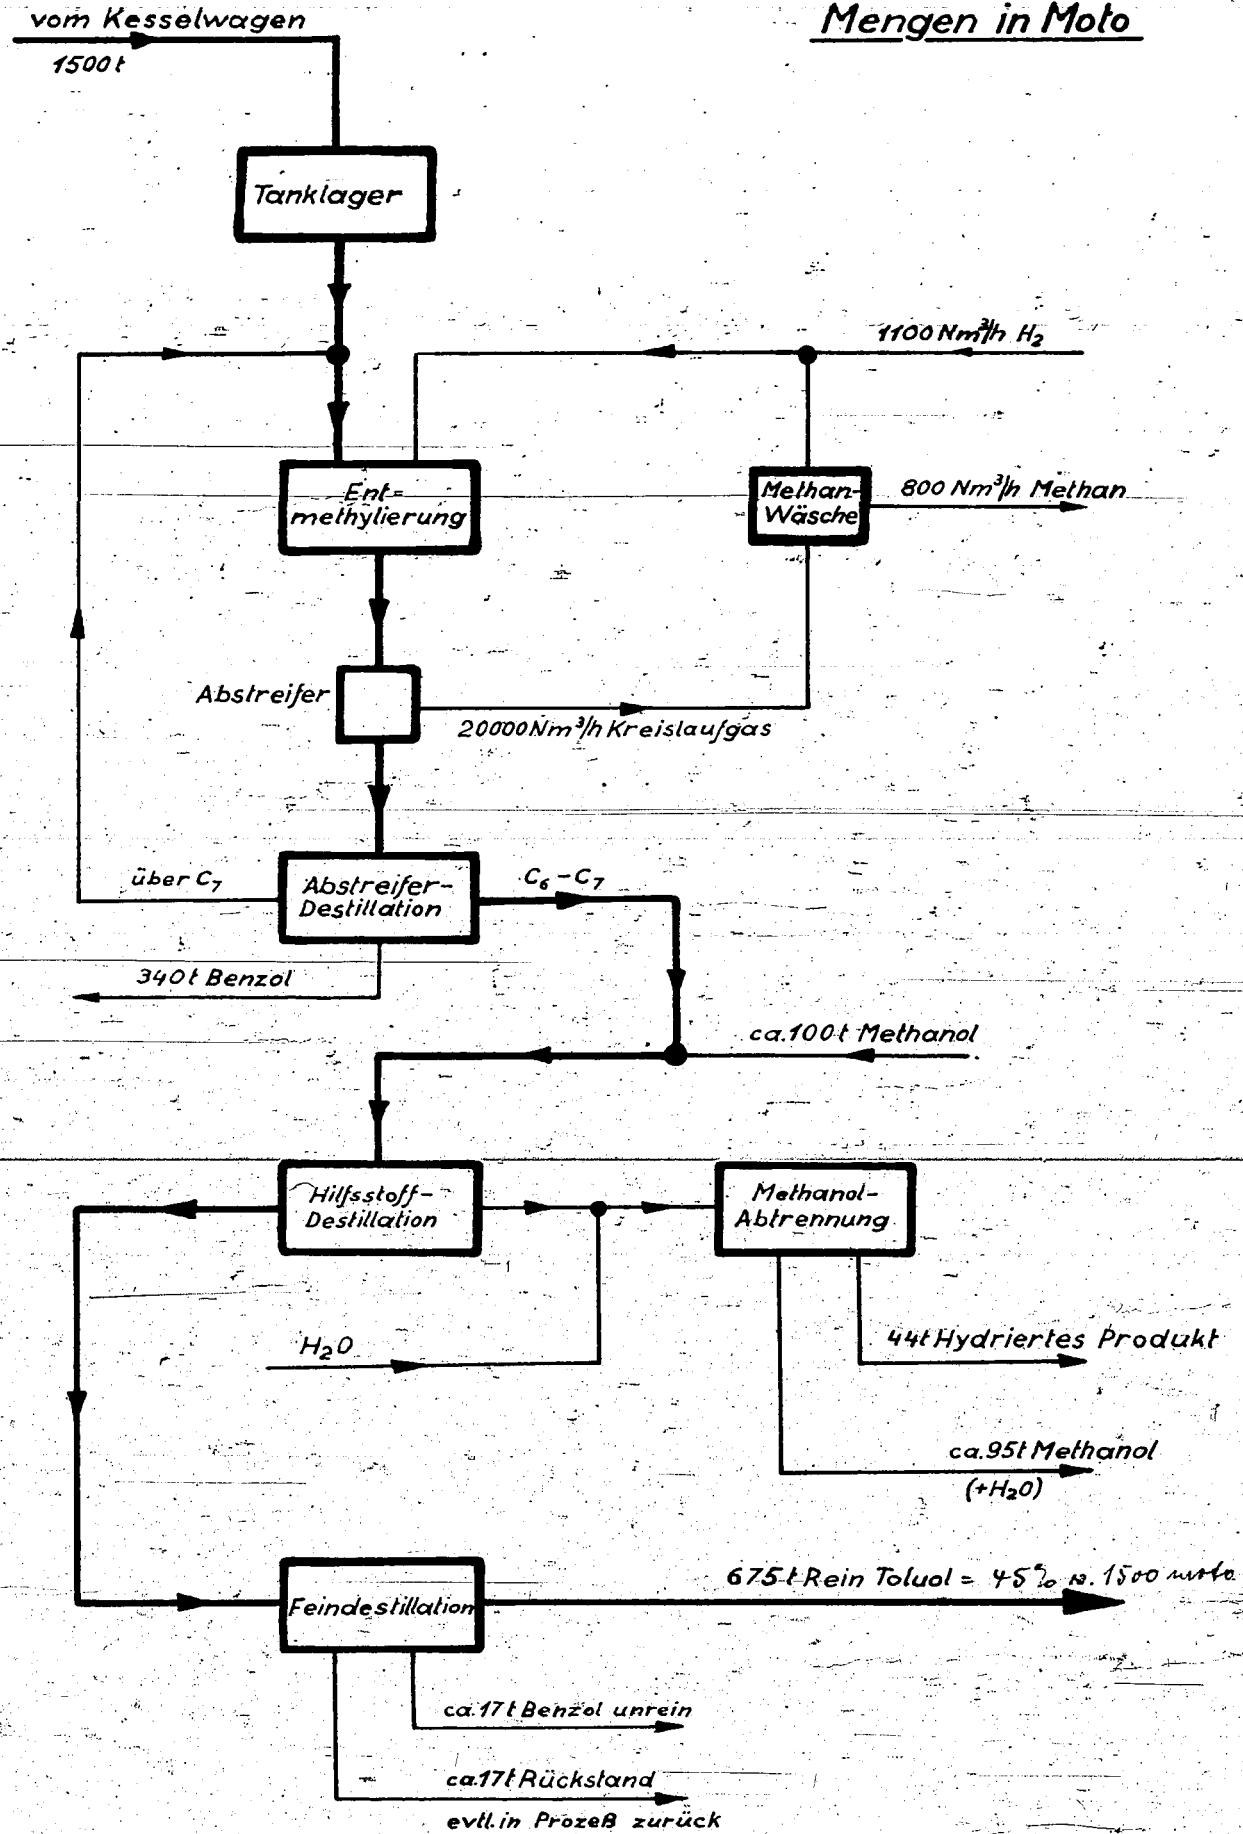 vom Kesselwagen
1500 t
Mengen in Moto
Tanklager
1100 Nm³/h H₂
Ent=
methylierung
Methan-
Wäsche
800 Nm³/h Methan
Abstreifer
20000 Nm³/h Kreislaufgas
über C₇
Abstreifer-
Destillation
C₆-C₇
340 t Benzol
ca. 100 t Methanol
Hilfsstoff-
Destillation
Methanol-
Abtrennung
H₂O
44 t Hydriertes Produkt
ca. 95 t Methanol
(+H₂O)
Feindestillation
675 t Rein Toluol = 45% v. 1500 moto
ca. 17 t Benzol unrein
ca. 17 t Rückstand
evtl. in Prozeß zurück